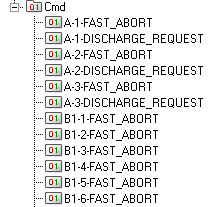 Cmd
A-1-FAST_ABORT
A-1-DISCHARGE_REQUEST
A-2-FAST_ABORT
A-2-DISCHARGE_REQUEST
A-3-FAST_ABORT
A-3-DISCHARGE_REQUEST
B1-1-FAST_ABORT
B1-2-FAST_ABORT
B1-3-FAST_ABORT
B1-4-FAST_ABORT
B1-5-FAST_ABORT
B1-6-FAST_ABORT